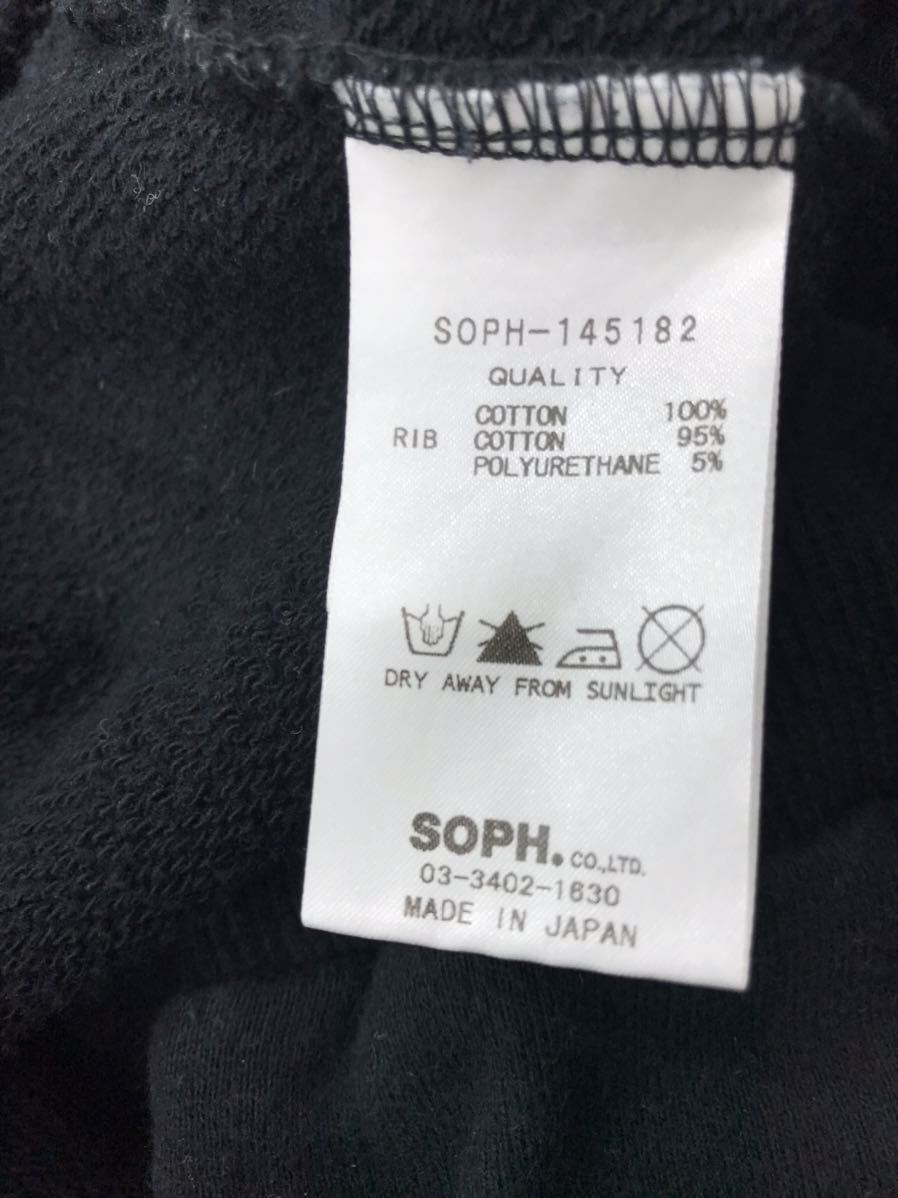 SOPH-145182
QUALITY
COTTON 100%
RIB COTTON 95%
POLYURETHANE 5%
DRY AWAY FROM SUNLIGHT
SOPH. CO.,LTD.
03-3402-1630
MADE IN JAPAN